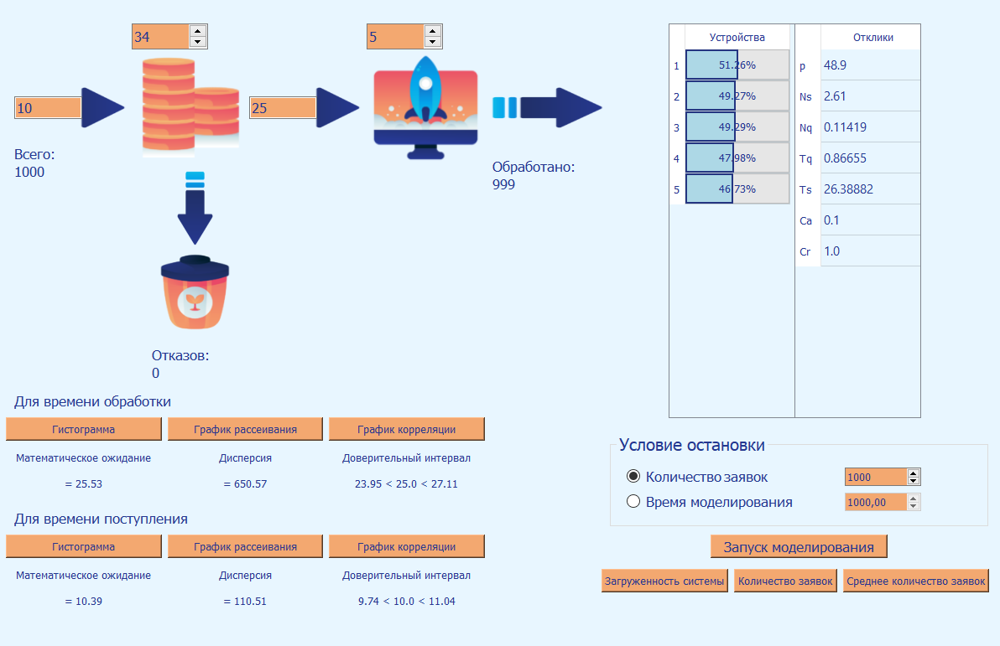 34
5
10
25
Всего:
1000
Обработано:
999
Отказов:
0
Устройства
1 51.26%
2 49.27%
3 49.29%
4 47.98%
5 46.73%
Отклики
p 48.9
Ns 2.61
Nq 0.11419
Tq 0.86655
Ts 26.38882
Ca 0.1
Cr 1.0
Для времени обработки
Гистограмма График рассеивания График корреляции
Математическое ожидание Дисперсия Доверительный интервал
= 25.53 = 650.57 23.95 < 25.0 < 27.11
Для времени поступления
Гистограмма График рассеивания График корреляции
Математическое ожидание Дисперсия Доверительный интервал
= 10.39 = 110.51 9.74 < 10.0 < 11.04
Условие остановки
Количество заявок 1000
Время моделирования 1000,00
Запуск моделирования
Загруженность системы Количество заявок Среднее количество заявок